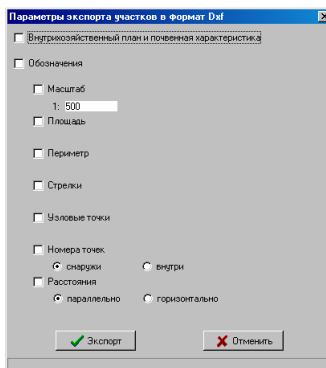 Параметры экспорта участков в формат Dxf
Внутрихозяйственный план и почвенная характеристика
Обозначения
Масштаб
1: 500
Площадь
Периметр
Стрелки
Узловые точки
Номера точек
снаружи внутри
Расстояния
параллельно горизонтально
Экспорт Отменить